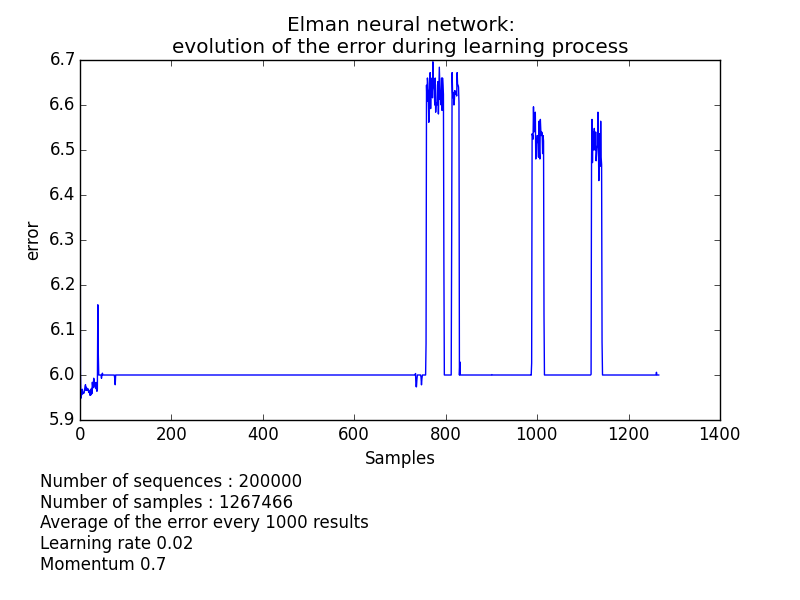 Elman neural network:
evolution of the error during learning process
6.7
6.6
6.5
6.4
6.3
6.2
6.1
6.0
5.9
error
0 200 400 600 800 1000 1200 1400
Samples
Number of sequences : 200000
Number of samples : 1267466
Average of the error every 1000 results
Learning rate 0.02
Momentum 0.7